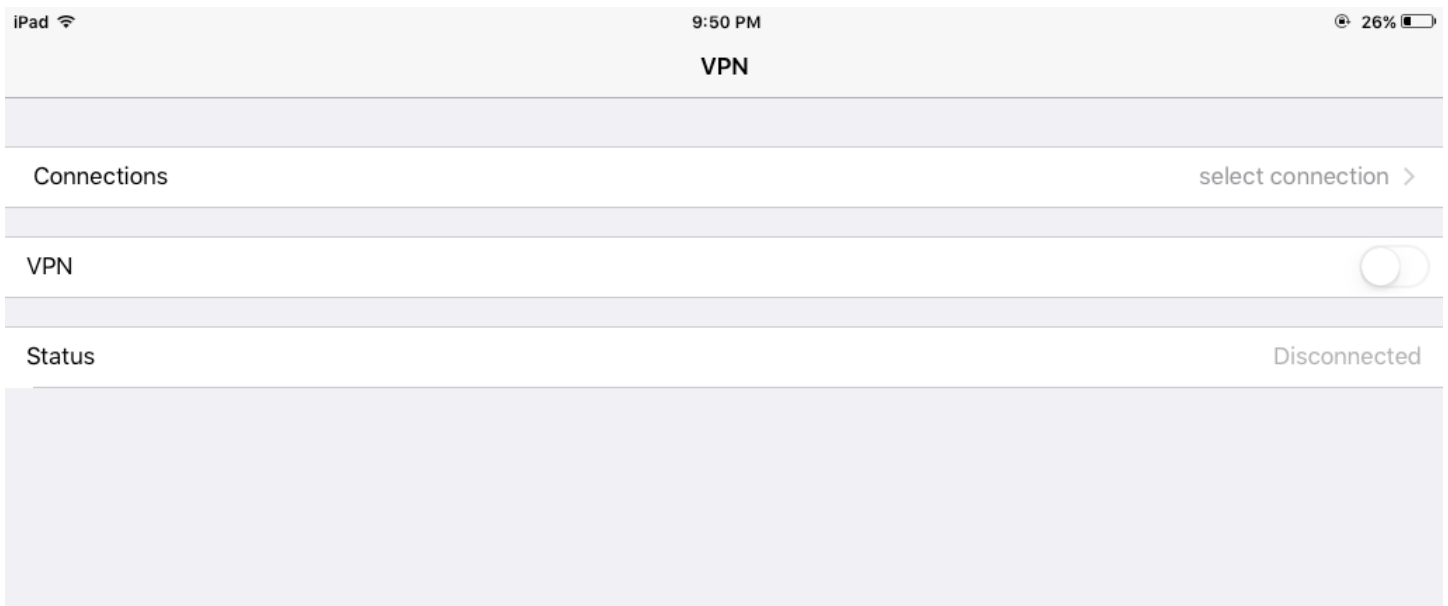 iPad 9:50 PM 26%
VPN
Connections select connection >
VPN
Status Disconnected